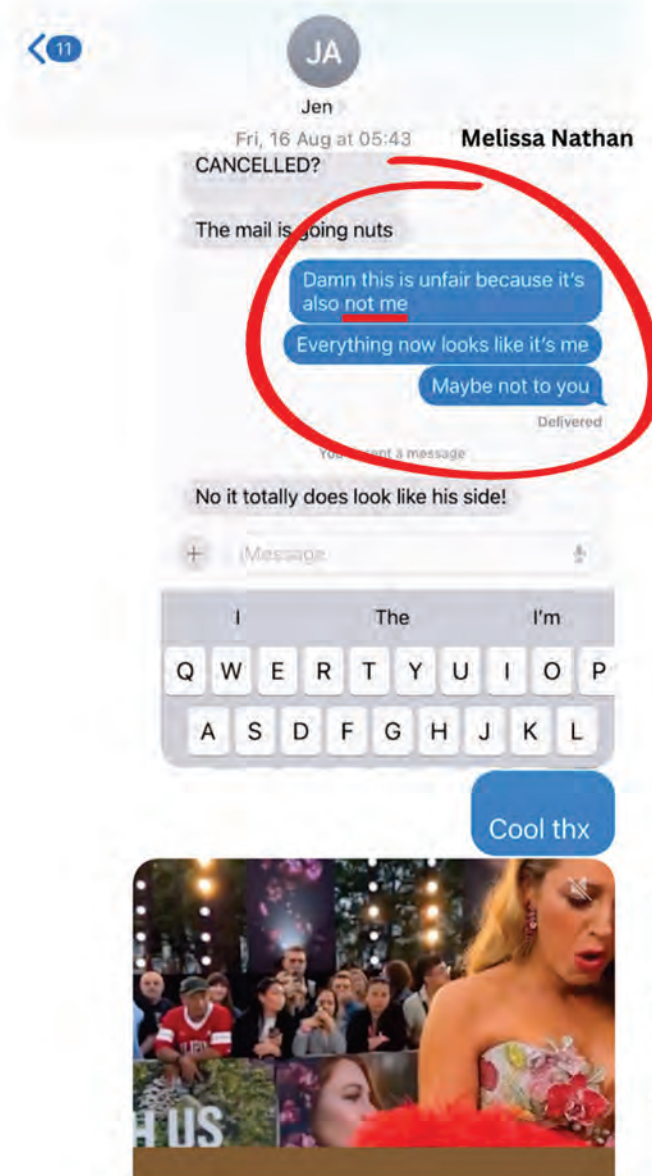 11
JA
Jen
Fri, 16 Aug at 05:43
Melissa Nathan
CANCELLED?
The mail is going nuts
Damn this is unfair because it's
also not me
Everything now looks like it's me
Maybe not to you
Delivered
a message
No it totally does look like his side!
iMessage
I The I'm
Q W E R T Y U I O P
A S D F G H J K L
Cool thx
H US